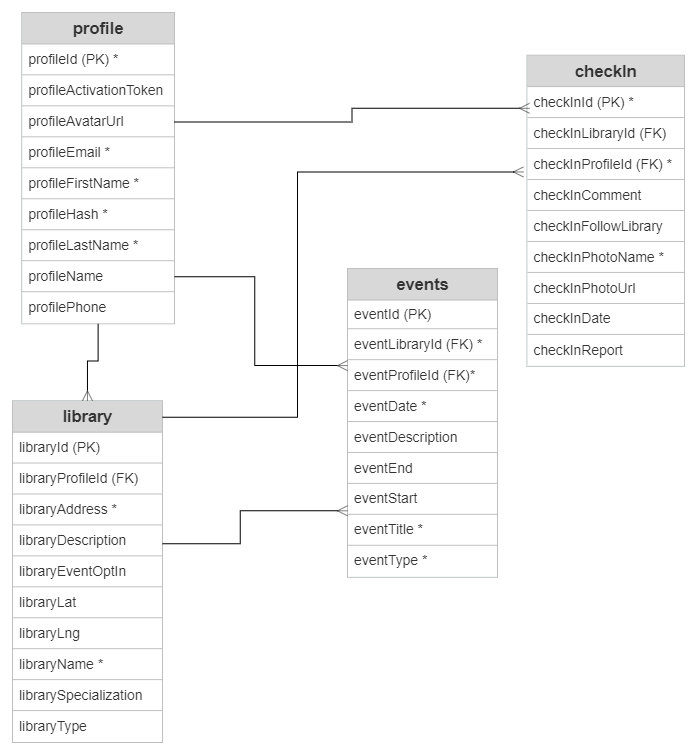 profile
profileId (PK) *
profileActivationToken
profileAvatarUrl
profileEmail *
profileFirstName *
profileHash *
profileLastName *
profileName
profilePhone
checkIn
checkInId (PK) *
checkInLibraryId (FK)
checkInProfileId (FK) *
checkInComment
checkInFollowLibrary
checkInPhotoName *
checkInPhotoUrl
checkInDate
checkInReport
events
eventId (PK)
eventLibraryId (FK) *
eventProfileId (FK)*
eventDate *
eventDescription
eventEnd
eventStart
eventTitle *
eventType *
library
libraryId (PK)
libraryProfileId (FK)
libraryAddress *
libraryDescription
libraryEventOptIn
libraryLat
libraryLng
libraryName *
librarySpecialization
libraryType